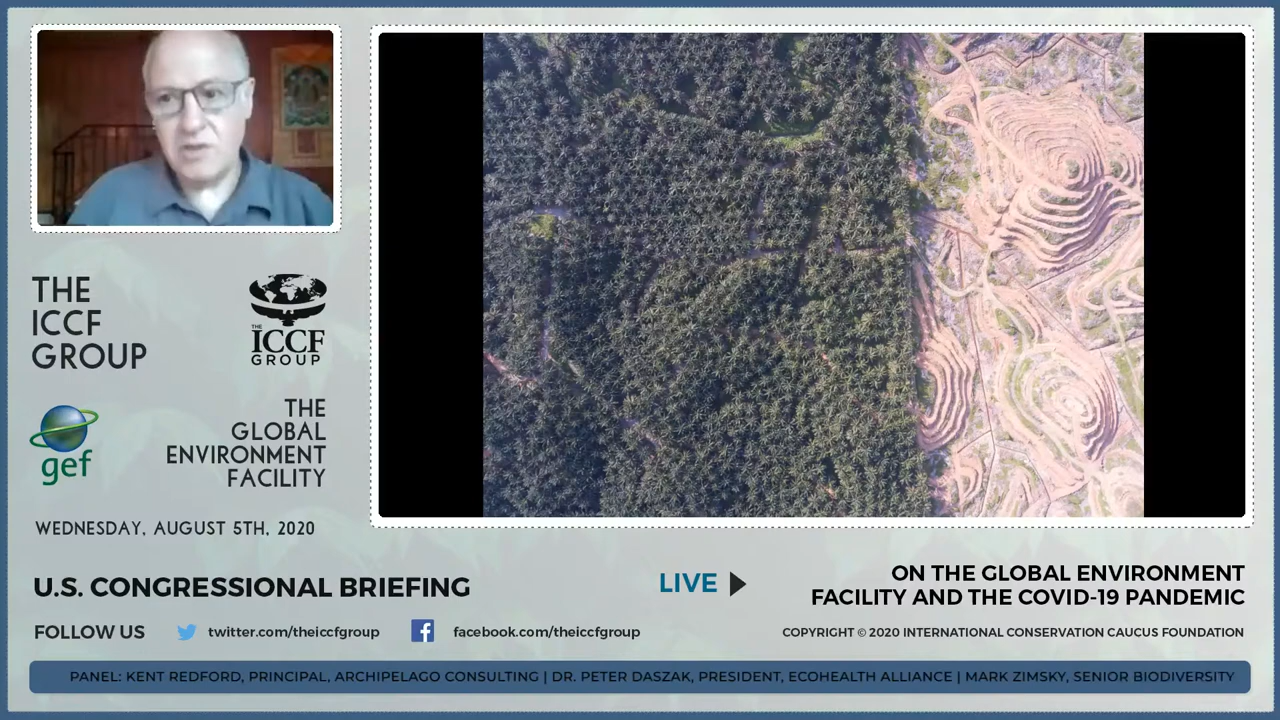 THE
ICCF
GROUP
THE
ICCF
GROUP
gef
THE
GLOBAL
ENVIRONMENT
FACILITY
WEDNESDAY, AUGUST 5TH, 2020
U.S. CONGRESSIONAL BRIEFING
LIVE
ON THE GLOBAL ENVIRONMENT
FACILITY AND THE COVID-19 PANDEMIC
FOLLOW US
twitter.com/theiccfgroup
facebook.com/theiccfgroup
COPYRIGHT © 2020 INTERNATIONAL CONSERVATION CAUCUS FOUNDATION
PANEL: KENT REDFORD, PRINCIPAL, ARCHIPELAGO CONSULTING | DR. PETER DASZAK, PRESIDENT, ECOHEALTH ALLIANCE | MARK ZIMSKY, SENIOR BIODIVERSITY